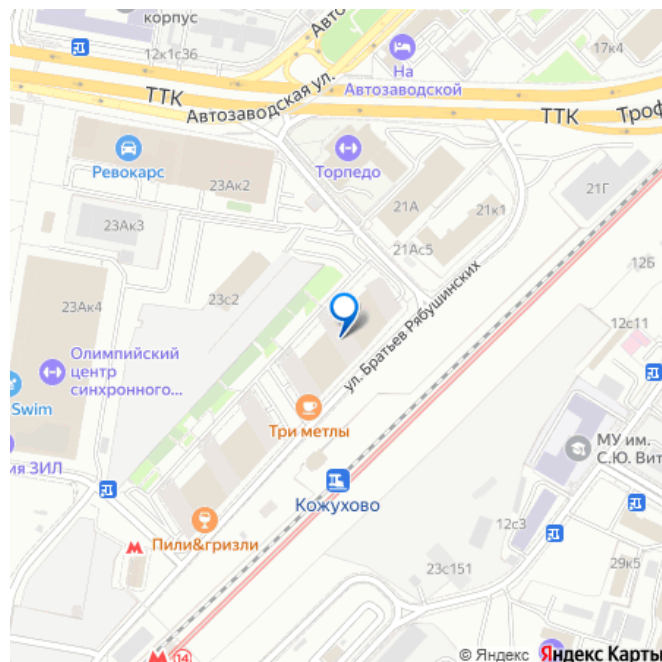 корпус
12к1с36
17к4
На
Автозаводской
ТТК
Автозаводская ул.
ТТК
Ревокарс
23Ак2
Торпедо
21Г
21А
21к1
23Ак3
21Ас5
12Б
23Ак4
23с2
ул. Братьев Рябушинских
12с11
Олимпийский
центр
синхронного...
Swim
Три метлы
МУ им.
С.Ю. Вит
ия ЗИЛ
Кожухово
Пили&гризли
12с3
23с151
29к5
14
© Яндекс
Яндекс Карты